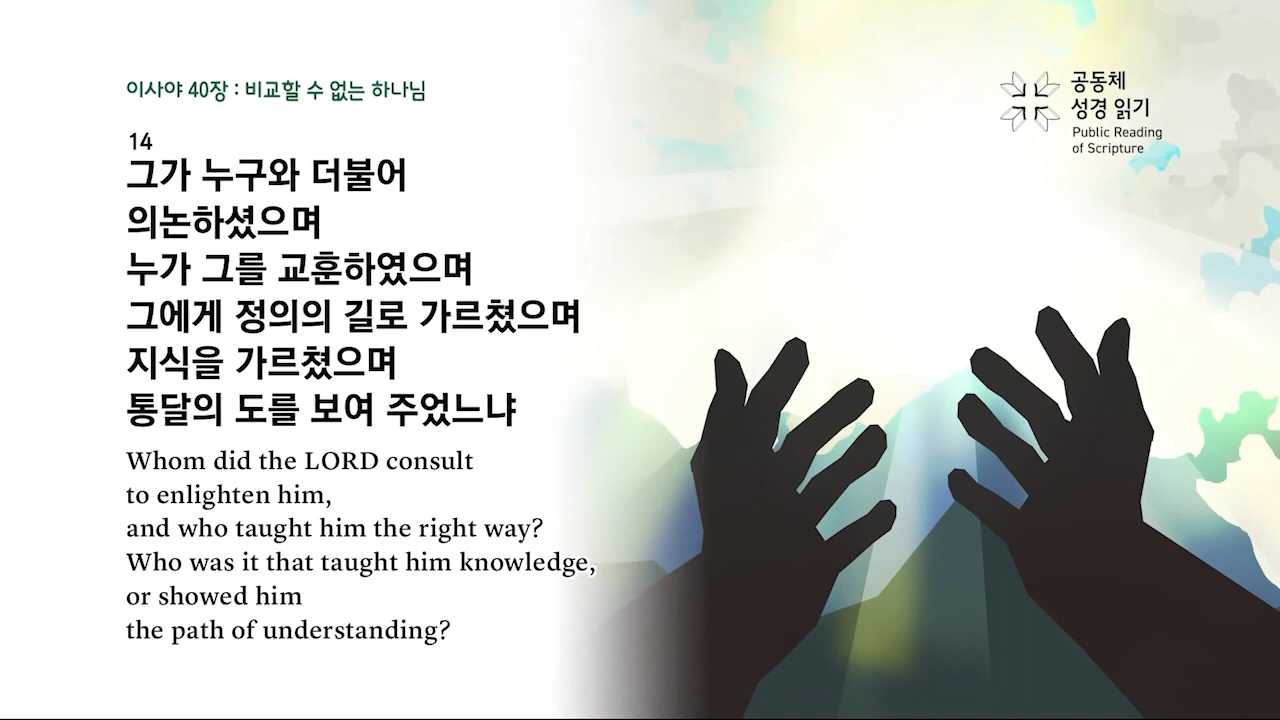 이사야 40장 : 비교할 수 없는 하나님
공동체
성경 읽기
Public Reading
of Scripture
14
그가 누구와 더불어
의논하셨으며
누가 그를 교훈하였으며
그에게 정의의 길로 가르쳤으며
지식을 가르쳤으며
통달의 도를 보여 주었느냐
Whom did the LORD consult
to enlighten him,
and who taught him the right way?
Who was it that taught him knowledge,
or showed him
the path of understanding?